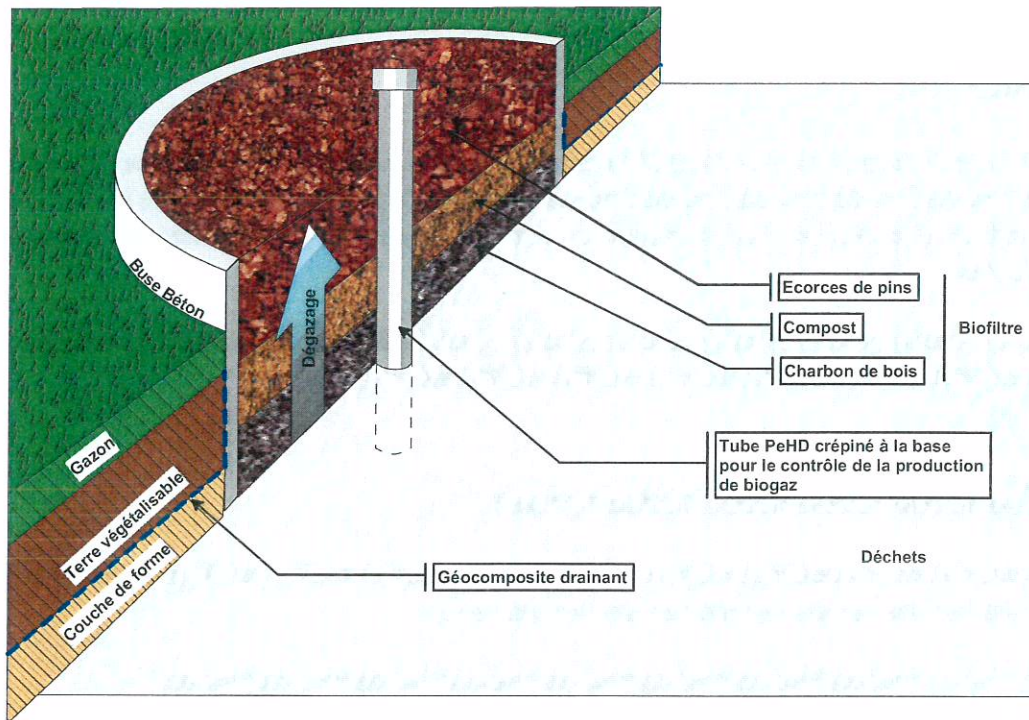 Buse Béton
Dégazage
Ecorces de pins
Compost
Biofiltre
Charbon de bois
Gazon
Tube PeHD crépiné à la base
pour le contrôle de la production
de biogaz
Terre végétalisable
Couche de forme
Géocomposite drainant
Déchets